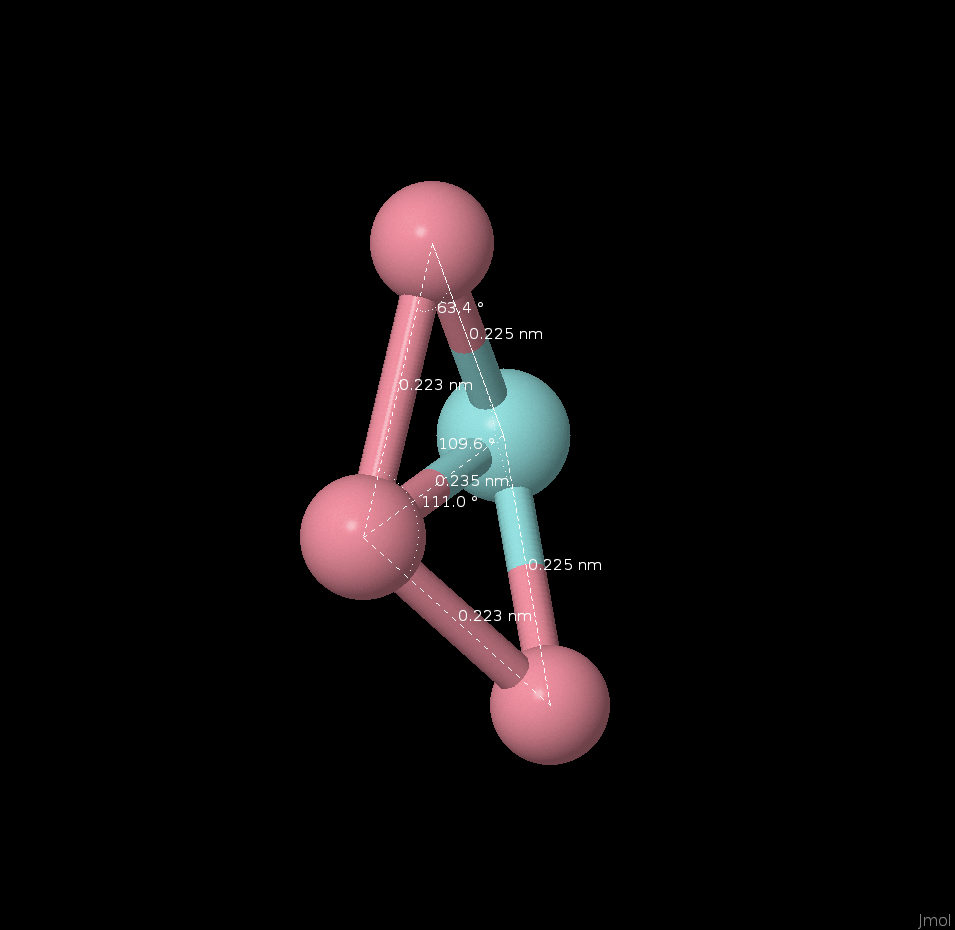 63.4 °
0.225 nm
0.223 nm
109.6 °
0.235 nm
111.0 °
0.225 nm
0.223 nm
Jmol